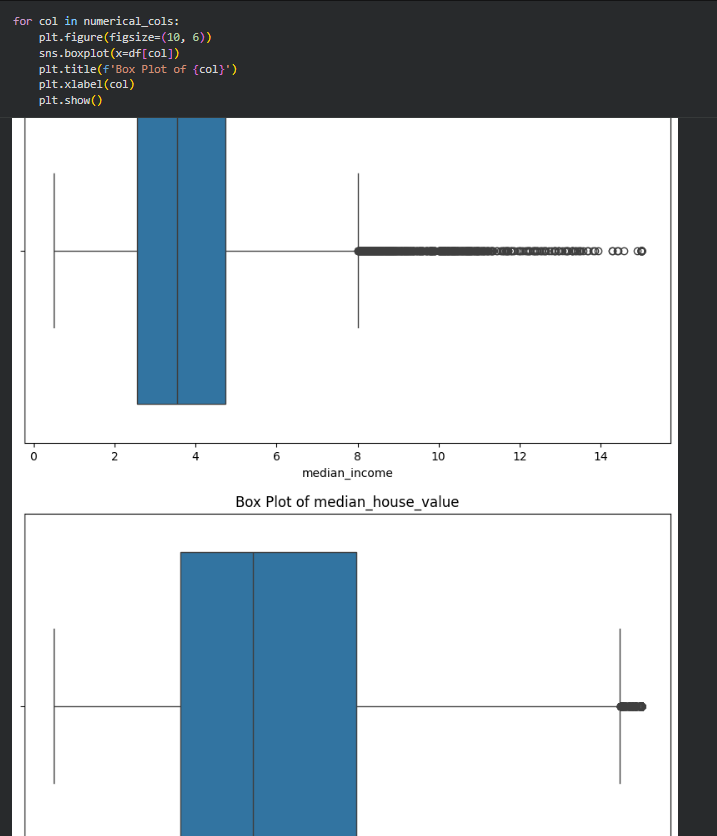 for col in numerical_cols:
    plt.figure(figsize=(10, 6))
    sns.boxplot(x=df[col])
    plt.title(f'Box Plot of {col}')
    plt.xlabel(col)
    plt.show()
0 2 4 6 8 10 12 14
median_income
Box Plot of median_house_value